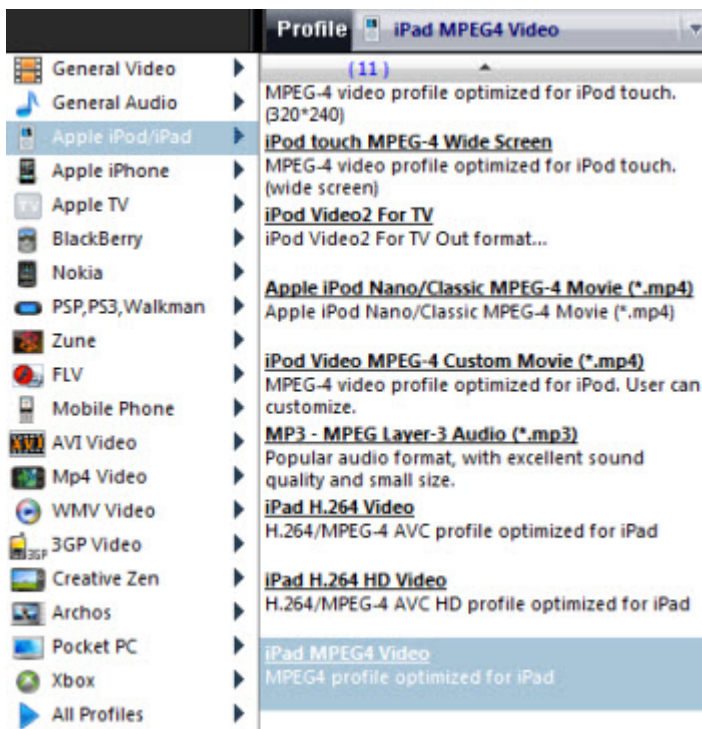 Profile iPad MPEG4 Video
General Video
General Audio
Apple iPod/iPad
Apple iPhone
TV Apple TV
BlackBerry
Nokia
PSP,PS3,Walkman
Zune
FLV
Mobile Phone
AVI Video
Mp4 Video
WMV Video
3GP 3GP Video
Creative Zen
Archos
Pocket PC
Xbox
All Profiles
(11)
MPEG-4 video profile optimized for iPod touch.
(320*240)
iPod touch MPEG-4 Wide Screen
MPEG-4 video profile optimized for iPod touch.
(wide screen)
iPod Video2 For TV
iPod Video2 For TV Out format...
Apple iPod Nano/Classic MPEG-4 Movie (*.mp4)
Apple iPod Nano/Classic MPEG-4 Movie (*.mp4)
iPod Video MPEG-4 Custom Movie (*.mp4)
MPEG-4 video profile optimized for iPod. User can
customize.
MP3 - MPEG Layer-3 Audio (*.mp3)
Popular audio format, with excellent sound
quality and small size.
iPad H.264 Video
H.264/MPEG-4 AVC profile optimized for iPad
iPad H.264 HD Video
H.264/MPEG-4 AVC HD profile optimized for iPad
iPad MPEG4 Video
MPEG4 profile optimized for iPad